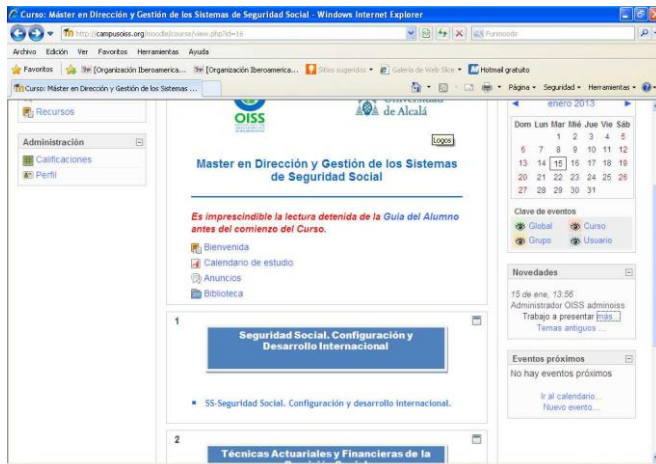 Curso: Máster en Dirección y Gestión de los Sistemas de Seguridad Social - Windows Internet Explorer
http://campusoiss.org/moodle/course/view.php?id=16
Archivo Edición Ver Favoritos Herramientas Ayuda
Favoritos [Organización Iberoamerica... [Organización Iberoamerica... Sitios sugeridos Galería de Web Slice Hotmail gratuito
Curso: Máster en Dirección y Gestión de los Sistemas ... Página Seguridad Herramientas
Recursos
Administración
Calificaciones
Perfil
OISS
Universidad
de Alcalá
Logos
Master en Dirección y Gestión de los Sistemas
de Seguridad Social
Es imprescindible la lectura detenida de la Guía del Alumno
antes del comienzo del Curso.
Bienvenida
Calendario de estudio
Anuncios
Biblioteca
1
Seguridad Social. Configuración y
Desarrollo Internacional
SS-Seguridad Social. Configuración y desarrollo internacional.
2
Técnicas Actuariales y Financieras de la
enero 2013
Dom Lun Mar Mié Jue Vie Sáb
1 2 3 4 5
6 7 8 9 10 11 12
13 14 15 16 17 18 19
20 21 22 23 24 25 26
27 28 29 30 31
Clave de eventos
Global Curso
Grupo Usuario
Novedades
15 de ene, 13:56
Administrador OISS adminoiss
Trabajo a presentar más...
Temas antiguos ...
Eventos próximos
No hay eventos próximos
Ir al calendario...
Nuevo evento...